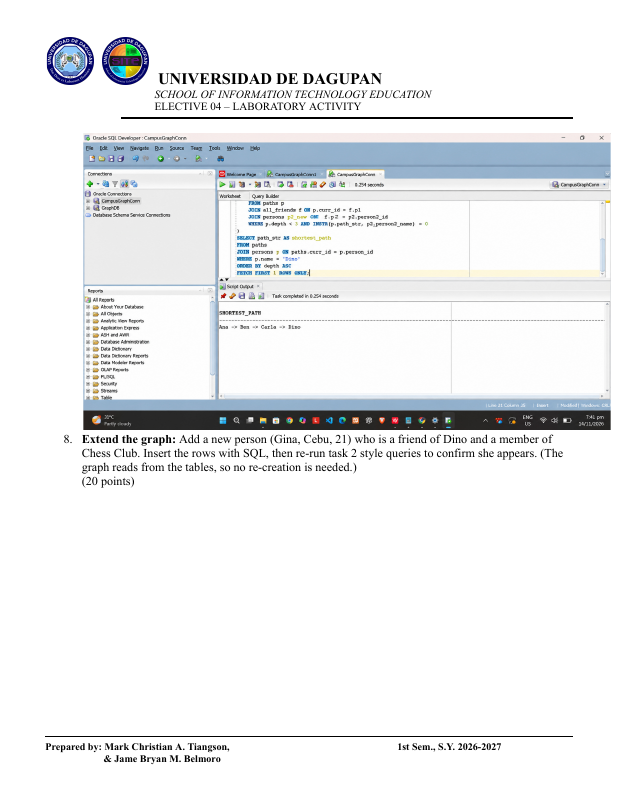 UNIVERSIDAD DE DAGUPAN
SCHOOL OF INFORMATION TECHNOLOGY EDUCATION
ELECTIVE 04 – LABORATORY ACTIVITY
Oracle SQL Developer : CampusGraphConn
File Edit View Navigate Run Source Team Tools Window Help
Connections
Oracle Connections
CampusGraphConn
GraphDB
Database Schema Service Connections
Reports
All Reports
About Your Database
All Objects
Analytic View Reports
Application Express
ASH and AWR
Database Administration
Data Dictionary
Data Dictionary Reports
Data Modeler Reports
OLAP Reports
PL/SQL
Security
Streams
Table
Welcome Page CampusGraphConn1 CampusGraphConn
0.254 seconds CampusGraphConn
Worksheet Query Builder
FROM paths p
JOIN all_friends f ON p.curr_id = f.p1
JOIN persons p2_new ON f.p2 = p2.person2_id
WHERE p.depth < 3 AND INSTR(p.path_str, p2.person2_name) = 0
)
SELECT path_str AS shortest_path
FROM paths
JOIN persons p ON paths.curr_id = p.person_id
WHERE p.name = "Dino"
ORDER BY depth ASC
FETCH FIRST 1 ROWS ONLY;
Script Output
Task completed in 0.254 seconds
SHORTEST_PATH
Ana -> Ben -> Carla -> Dino
31°C
Partly cloudy
ENG
US
7:41 pm
14/11/2026
8. Extend the graph: Add a new person (Gina, Cebu, 21) who is a friend of Dino and a member of
Chess Club. Insert the rows with SQL, then re-run task 2 style queries to confirm she appears. (The
graph reads from the tables, so no re-creation is needed.)
(20 points)
Prepared by: Mark Christian A. Tiangson, 1st Sem., S.Y. 2026-2027
& Jame Bryan M. Belmoro